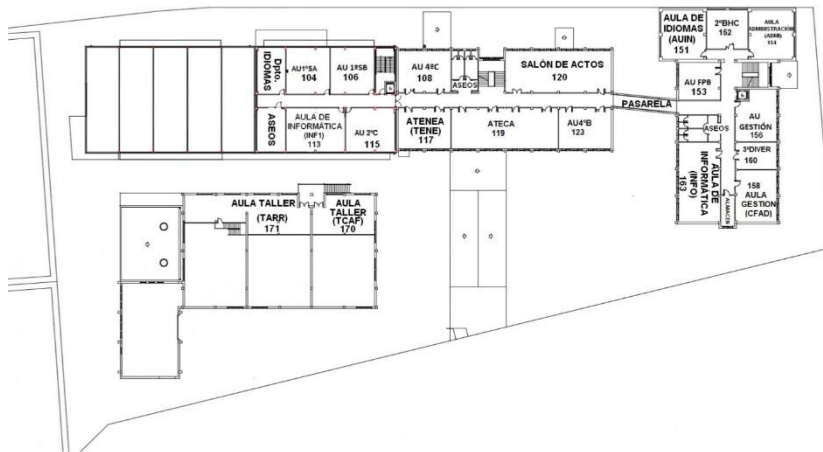 Dpto.
IDIOMAS
AU1ºSA
104
AU 1ºSB
106
AU 4ºC
108
ASEOS
SALÓN DE ACTOS
120
AULA DE
IDIOMAS
(AUIN)
151
2ºBHC
152
AULA
ADMINISTRACIÓN
(ADMI)
154
AU FPB
153
PASARELA
ASEOS
AULA DE
INFORMÁTICA
(INF1)
113
AU 2ºC
115
ATENEA
(TENE)
117
ATECA
119
AU4ºB
123
ASEOS
AU
GESTIÓN
156
3ºDIVER
160
AULA DE
INFORMÁTICA
(INFO)
163
158
AULA
GESTION
(CFAD)
ALMACEN
AULA TALLER
(TARR)
171
AULA
TALLER
(TCAF)
170